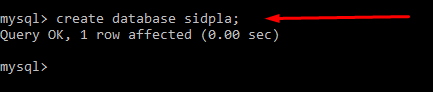 mysql> create database sidpla;
Query OK, 1 row affected (0.00 sec)
mysql>